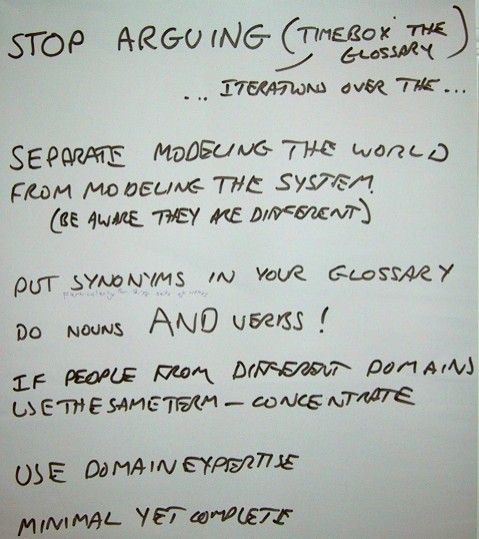 STOP ARGUING (TIMEBOX THE
GLOSSARY)
... ITERATIONS OVER THE ...
SEPARATE MODELING THE WORLD
FROM MODELING THE SYSTEM.
(BE AWARE THEY ARE DIFFERENT)
PUT SYNONYMS IN YOUR GLOSSARY
DO NOUNS AND VERBS!
IF PEOPLE FROM DIFFERENT DOMAINS
USE THE SAME TERM – CONCENTRATE
USE DOMAIN EXPERTISE
MINIMAL YET COMPLETE